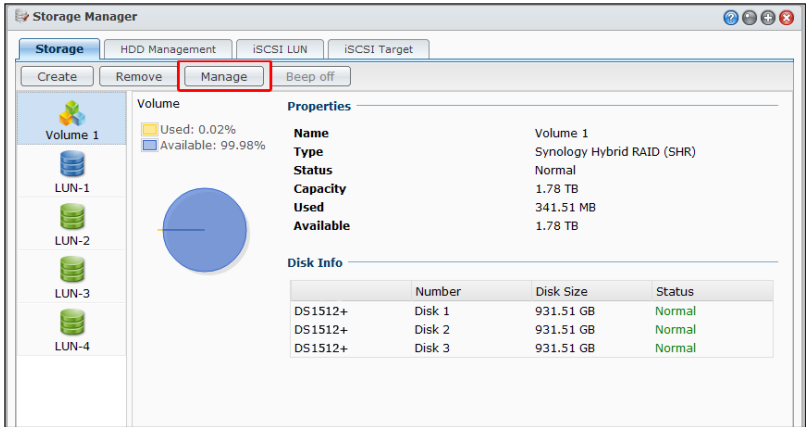 Storage Manager
Storage HDD Management iSCSI LUN iSCSI Target
Create Remove Manage Beep off
Volume 1
LUN-1
LUN-2
LUN-3
LUN-4
Volume
Used: 0.02%
Available: 99.98%
Properties
Name Volume 1
Type Synology Hybrid RAID (SHR)
Status Normal
Capacity 1.78 TB
Used 341.51 MB
Available 1.78 TB
Disk Info
Number Disk Size Status
DS1512+ Disk 1 931.51 GB Normal
DS1512+ Disk 2 931.51 GB Normal
DS1512+ Disk 3 931.51 GB Normal